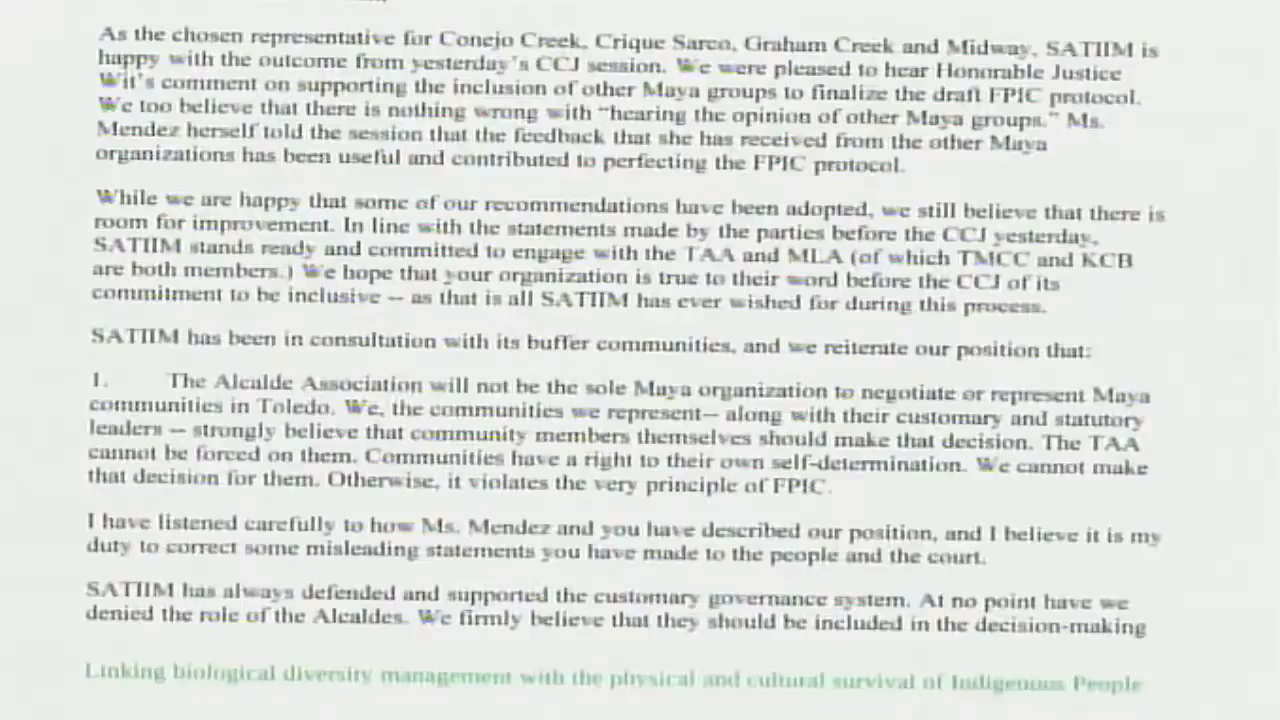 As the chosen representative for Conejo Creek, Crique Sarco, Graham Creek and Midway, SATIIM is
happy with the outcome from yesterday's CCJ session. We were pleased to hear Honorable Justice
Wit's comment on supporting the inclusion of other Maya groups to finalize the draft FPIC protocol.
We too believe that there is nothing wrong with "hearing the opinion of other Maya groups." Ms.
Mendez herself told the session that the feedback that she has received from the other Maya
organizations has been useful and contributed to perfecting the FPIC protocol.
While we are happy that some of our recommendations have been adopted, we still believe that there is
room for improvement. In line with the statements made by the parties before the CCJ yesterday,
SATIIM stands ready and committed to engage with the TAA and MLA (of which TMCC and KCB
are both members.) We hope that your organization is true to their word before the CCJ of its
commitment to be inclusive – as that is all SATIIM has ever wished for during this process.
SATIIM has been in consultation with its buffer communities, and we reiterate our position that:
1. The Alcalde Association will not be the sole Maya organization to negotiate or represent Maya
communities in Toledo. We, the communities we represent– along with their customary and statutory
leaders – strongly believe that community members themselves should make that decision. The TAA
cannot be forced on them. Communities have a right to their own self-determination. We cannot make
that decision for them. Otherwise, it violates the very principle of FPIC.
I have listened carefully to how Ms. Mendez and you have described our position, and I believe it is my
duty to correct some misleading statements you have made to the people and the court.
SATIIM has always defended and supported the customary governance system. At no point have we
denied the role of the Alcaldes. We firmly believe that they should be included in the decision-making
Linking biological diversity management with the physical and cultural survival of Indigenous People